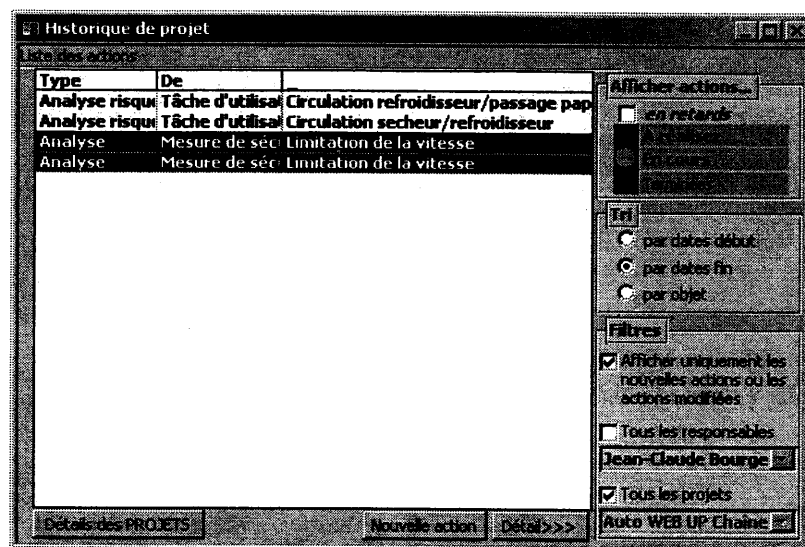 Historique de projet
Liste des actions
Type De _
Analyse risque Tâche d'utilisat Circulation refroidisseur/passage pap
Analyse risque Tâche d'utilisat Circulation secheur/refroidisseur
Analyse Mesure de séc Limitation de la vitesse
Analyse Mesure de séc Limitation de la vitesse
Afficher actions...
en retards
en cours
Tri
par dates début
par dates fin
par objet
Filtres
Afficher uniquement les
nouvelles actions ou les
actions modifiées
Tous les responsables
Jean-Claude Bourge
Tous les projets
Auto WEB UP Chaîne
Détails des PROJETS Nouvelle action Détail>>>